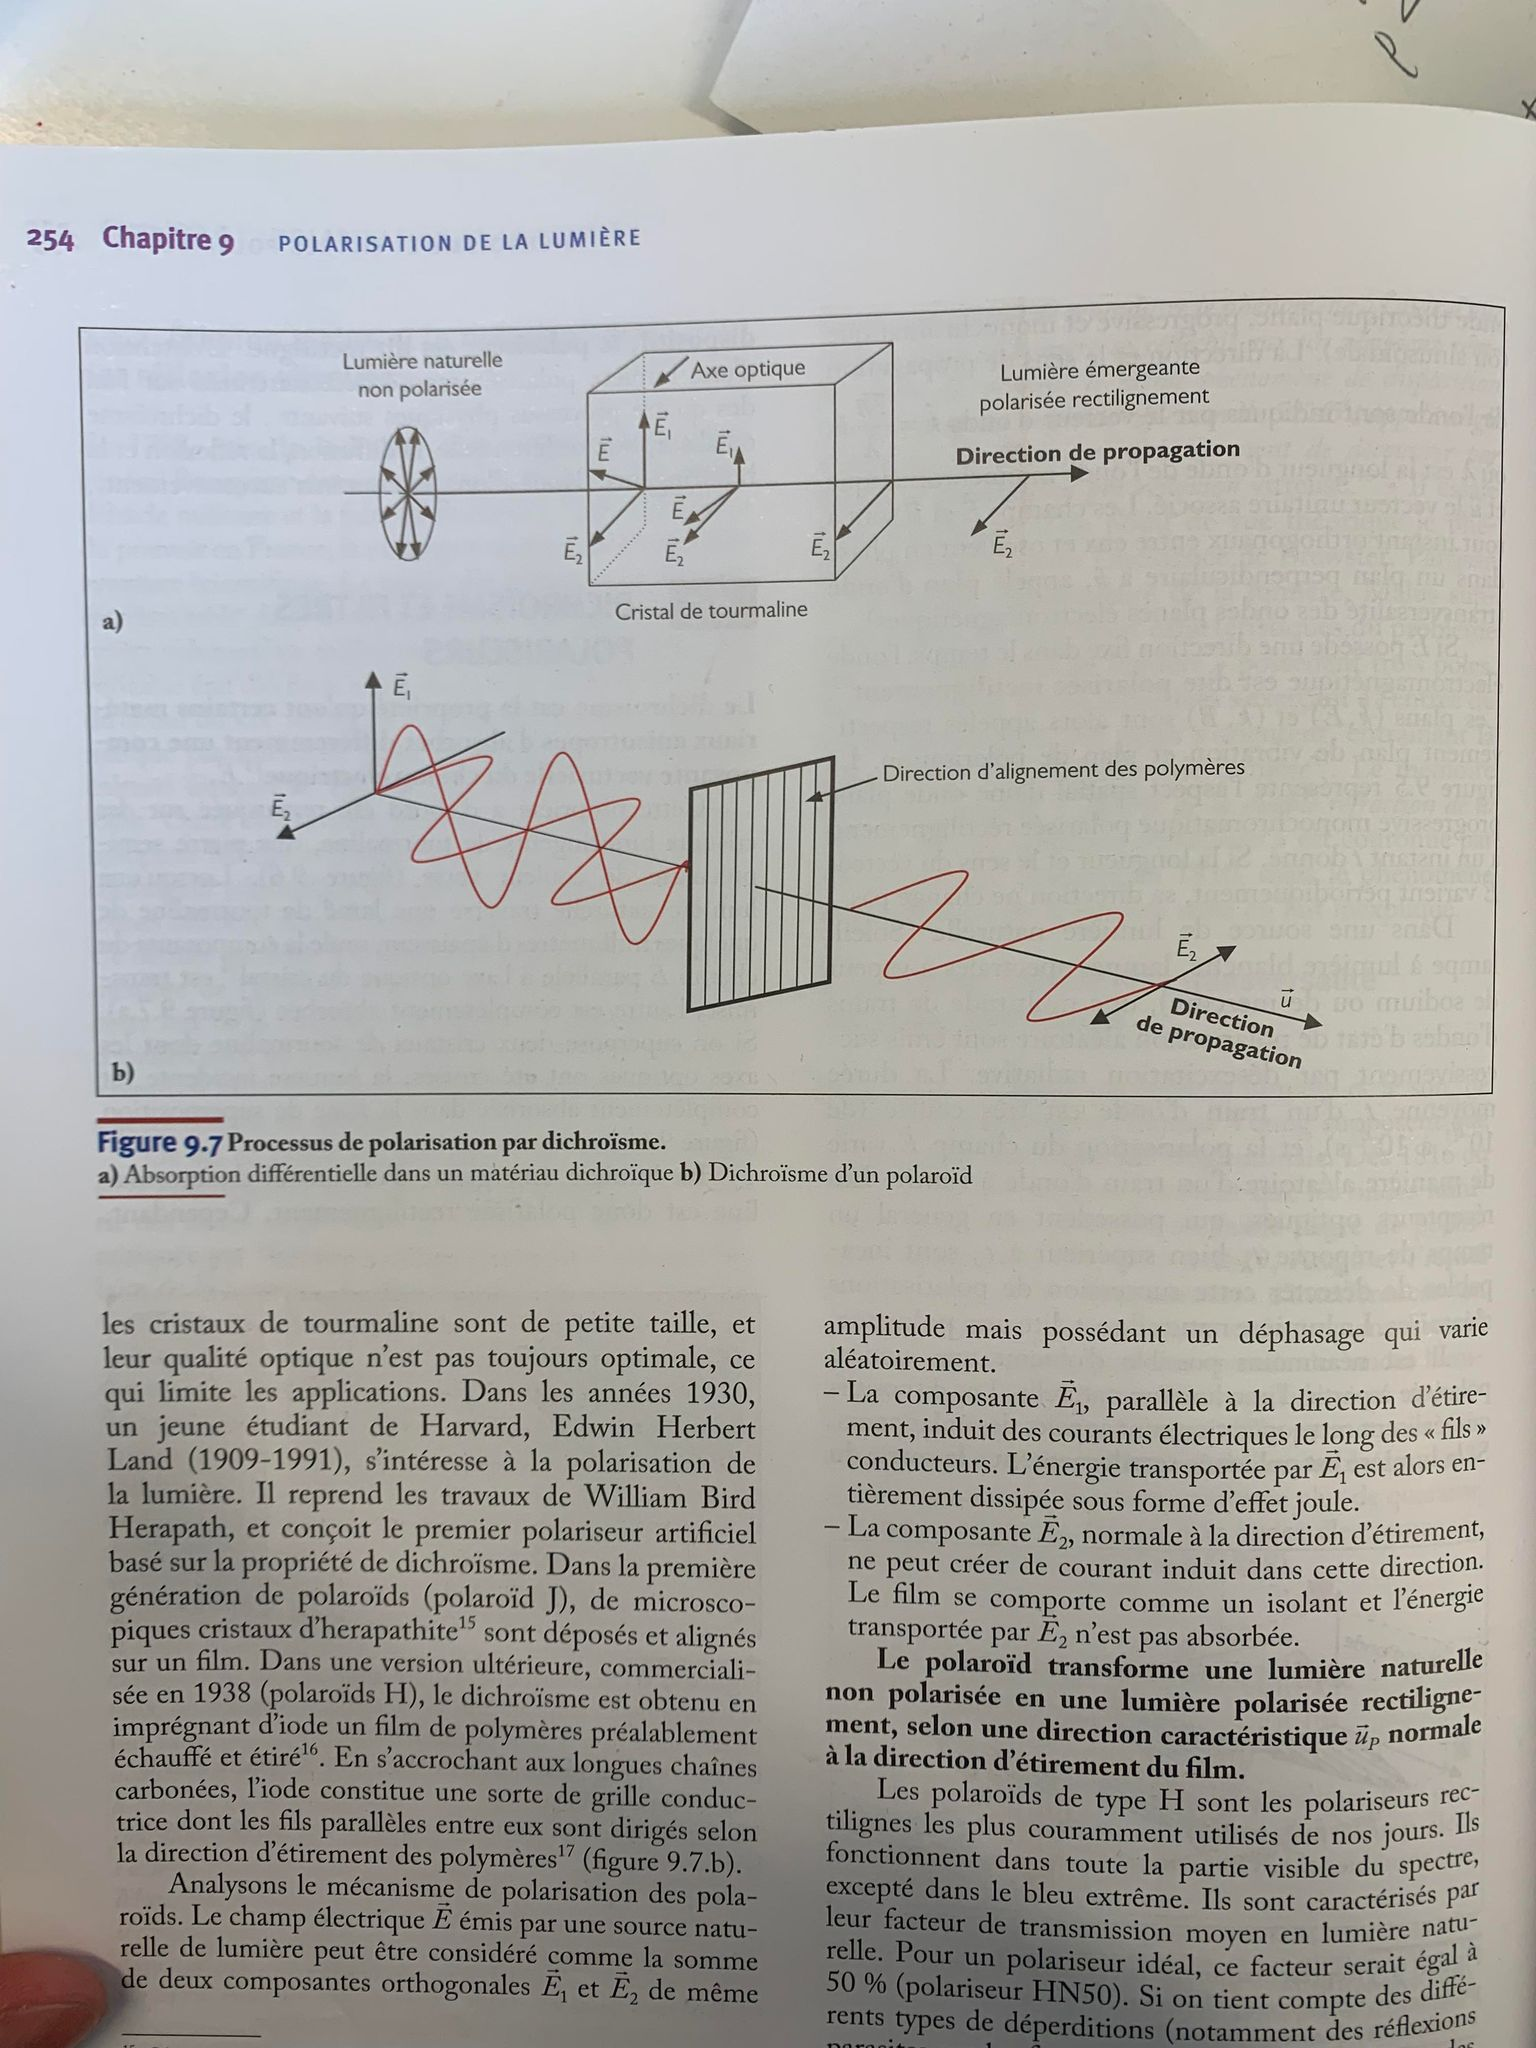 254 Chapitre 9 POLARISATION DE LA LUMIÈRE
Lumière naturelle
non polarisée
Axe optique
Lumière émergeante
polarisée rectilignement
Direction de propagation
E⃗
E⃗₁
E⃗₁
E⃗
E⃗₂
E⃗₂
E⃗₂
E⃗₂
Cristal de tourmaline
a)
E⃗₁
E⃗₂
Direction d'alignement des polymères
E⃗₂
u⃗
Direction
de propagation
b)
Figure 9.7 Processus de polarisation par dichroïsme.
a) Absorption différentielle dans un matériau dichroïque b) Dichroïsme d'un polaroïd
les cristaux de tourmaline sont de petite taille, et
leur qualité optique n'est pas toujours optimale, ce
qui limite les applications. Dans les années 1930,
un jeune étudiant de Harvard, Edwin Herbert
Land (1909-1991), s'intéresse à la polarisation de
la lumière. Il reprend les travaux de William Bird
Herapath, et conçoit le premier polariseur artificiel
basé sur la propriété de dichroïsme. Dans la première
génération de polaroïds (polaroïd J), de microsco-
piques cristaux d'herapathite¹⁵ sont déposés et alignés
sur un film. Dans une version ultérieure, commerciali-
sée en 1938 (polaroïds H), le dichroïsme est obtenu en
imprégnant d'iode un film de polymères préalablement
échauffé et étiré¹⁶. En s'accrochant aux longues chaînes
carbonées, l'iode constitue une sorte de grille conduc-
trice dont les fils parallèles entre eux sont dirigés selon
la direction d'étirement des polymères¹⁷ (figure 9.7.b).
Analysons le mécanisme de polarisation des pola-
roïds. Le champ électrique E⃗ émis par une source natu-
relle de lumière peut être considéré comme la somme
de deux composantes orthogonales E⃗₁ et E⃗₂ de même
amplitude mais possédant un déphasage qui varie
aléatoirement.
– La composante E⃗₁, parallèle à la direction d'étire-
ment, induit des courants électriques le long des « fils »
conducteurs. L'énergie transportée par E⃗₁ est alors en-
tièrement dissipée sous forme d'effet joule.
– La composante E⃗₂, normale à la direction d'étirement,
ne peut créer de courant induit dans cette direction.
Le film se comporte comme un isolant et l'énergie
transportée par E⃗₂ n'est pas absorbée.
Le polaroïd transforme une lumière naturelle
non polarisée en une lumière polarisée rectiligne-
ment, selon une direction caractéristique u⃗P normale
à la direction d'étirement du film.
Les polaroïds de type H sont les polariseurs rec-
tilignes les plus couramment utilisés de nos jours. Ils
fonctionnent dans toute la partie visible du spectre,
excepté dans le bleu extrême. Ils sont caractérisés par
leur facteur de transmission moyen en lumière natu-
relle. Pour un polariseur idéal, ce facteur serait égal à
50 % (polariseur HN50). Si on tient compte des diffé-
rents types de déperditions (notamment des réflexions